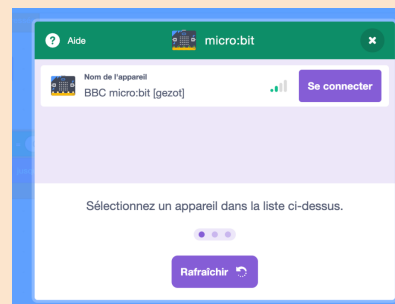 Aide
micro:bit
Nom de l'appareil
BBC micro:bit [gezot]
Se connecter
Sélectionnez un appareil dans la liste ci-dessus.
Rafraîchir